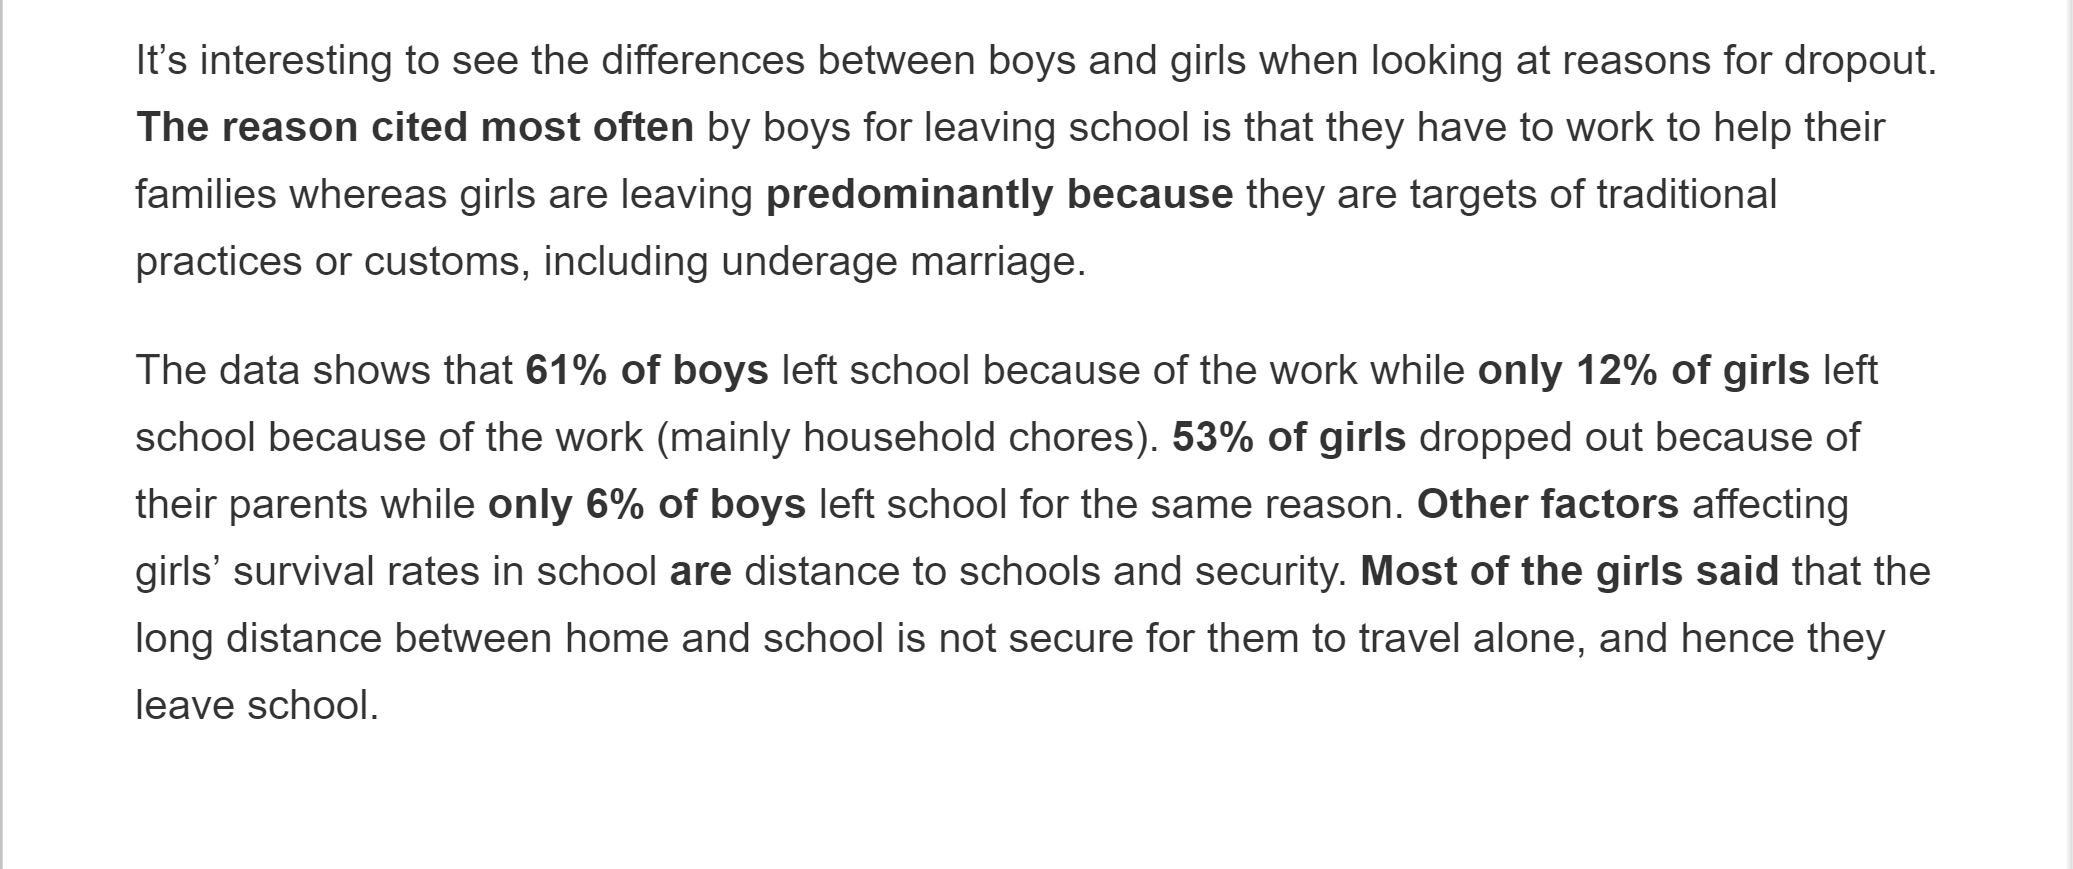 It’s interesting to see the differences between boys and girls when looking at reasons for dropout.
The reason cited most often by boys for leaving school is that they have to work to help their
families whereas girls are leaving predominantly because they are targets of traditional
practices or customs, including underage marriage.
The data shows that 61% of boys left school because of the work while only 12% of girls left
school because of the work (mainly household chores). 53% of girls dropped out because of
their parents while only 6% of boys left school for the same reason. Other factors affecting
girls’ survival rates in school are distance to schools and security. Most of the girls said that the
long distance between home and school is not secure for them to travel alone, and hence they
leave school.